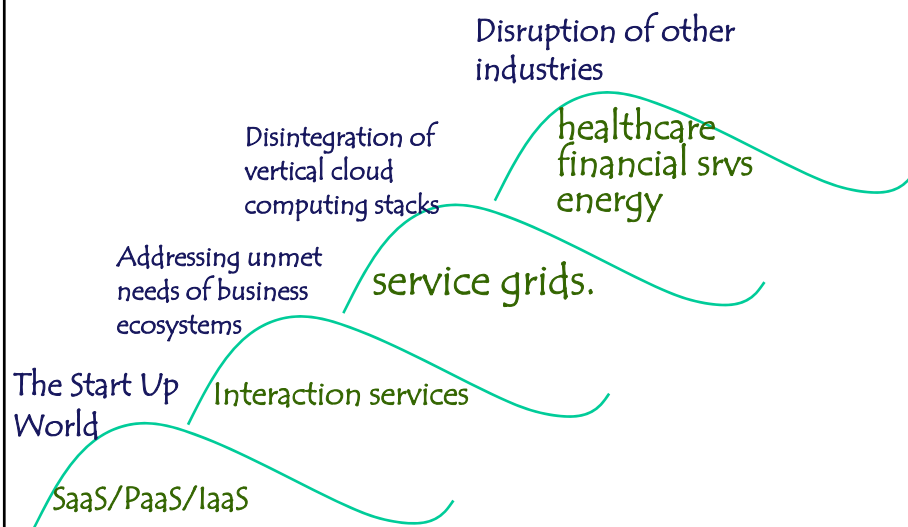 Disruption of other
industries
healthcare
financial srvs
energy
Disintegration of
vertical cloud
computing stacks
service grids.
Addressing unmet
needs of business
ecosystems
Interaction services
The Start Up
World
SaaS/PaaS/IaaS